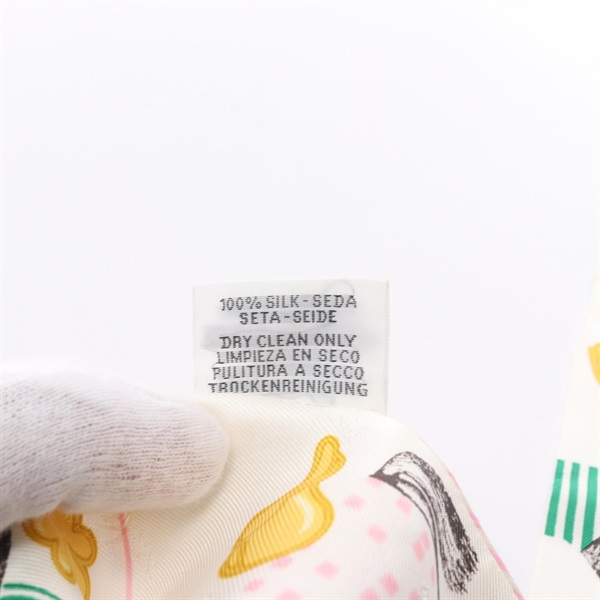 100% SILK-SEDA
SETA-SEIDE
DRY CLEAN ONLY
LIMPIEZA EN SECO
PULITURA A SECCO
TROCKENREINIGUNG